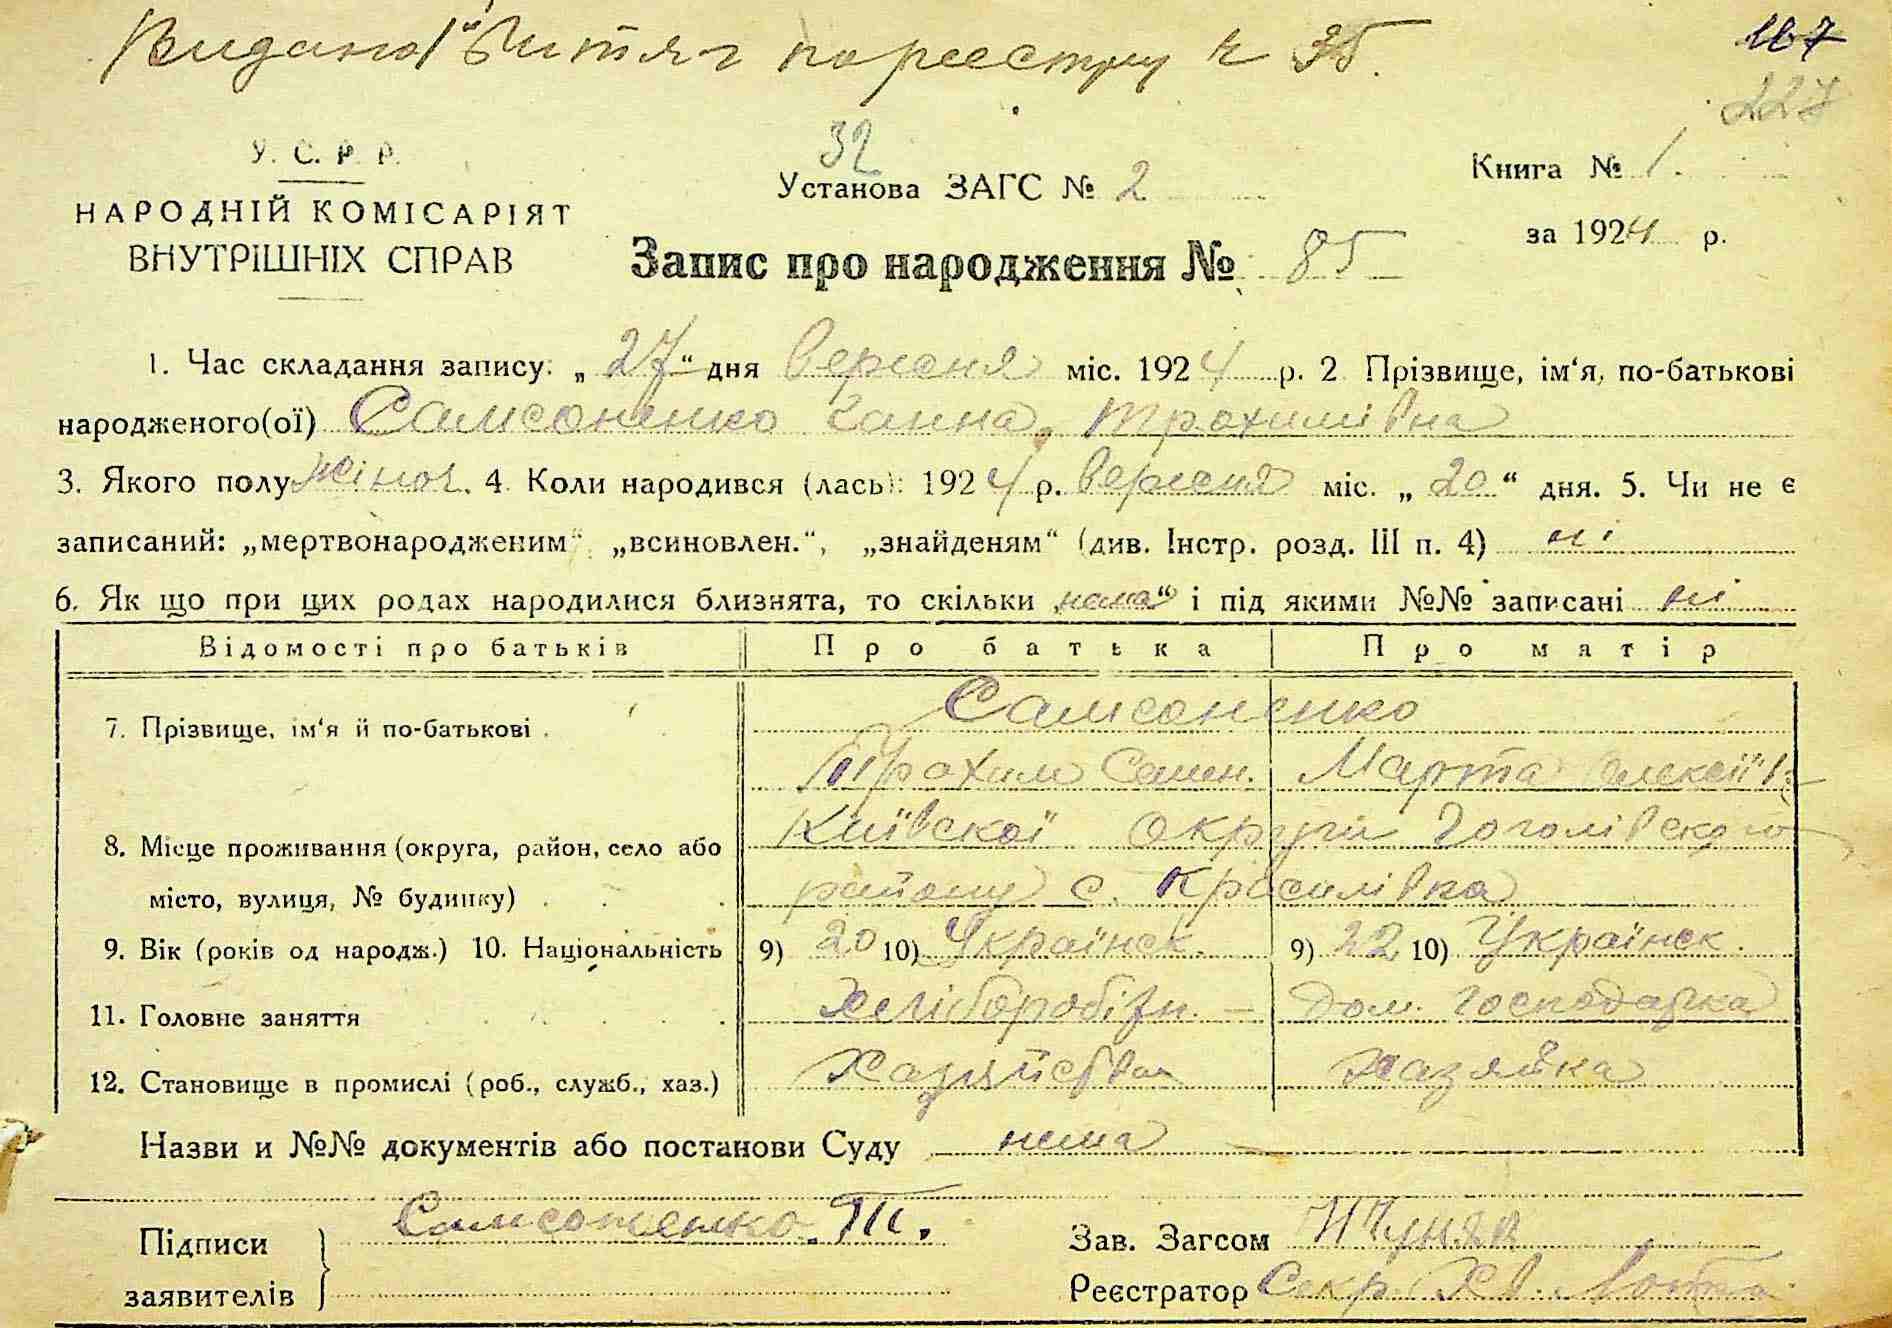 Видано Витяг по реєстру Ч 35.
117
227
У. С. Р. Р.
НАРОДНІЙ КОМІСАРІЯТ
ВНУТРІШНІХ СПРАВ
32
Установа ЗАГС № 2
Книга № 1.
за 1924 р.
Запис про народження № 85
1. Час складання запису: „27“ дня вересня міс. 1924 р. 2 Прізвище, ім‘я, по-батькові
народженого(ої) Самсоненко Ганна Трохимівна
3. Якого полу жіноч. 4. Коли народився (лась): 1924 р. вересня міс. „20“ дня. 5. Чи не є
записаний: „мертвонародженим“ „всиновлен.“, „знайденям“ (див. Інстр. розд. III п. 4) ні
6. Як що при цих родах народилися близнята, то скільки нема“ і під якими №№ записані ні
Відомості про батьків Про батька Про матір
7. Прізвище, ім‘я й по-батькові . Самсоненко
Трохим Семен. Марта Олексіїв
8. Місце проживання (округа, район, село або Київскої округи Гоголівского
місто, вулиця, № будинку) . . . району с. Красилівка
9. Вік (років од народж.) 10. Національність 9) 20 10) Українск. 9) 22 10) Українск.
11. Головне заняття Хлібороб Дом. господарка
12. Становище в промислі (роб., служб., хаз.) Хазяйка
Назви и №№ документів або постанови Суду нема
Підписи Самсоненко. Т.
заявителів
Зав. Загсом
Реєстратор Секр.